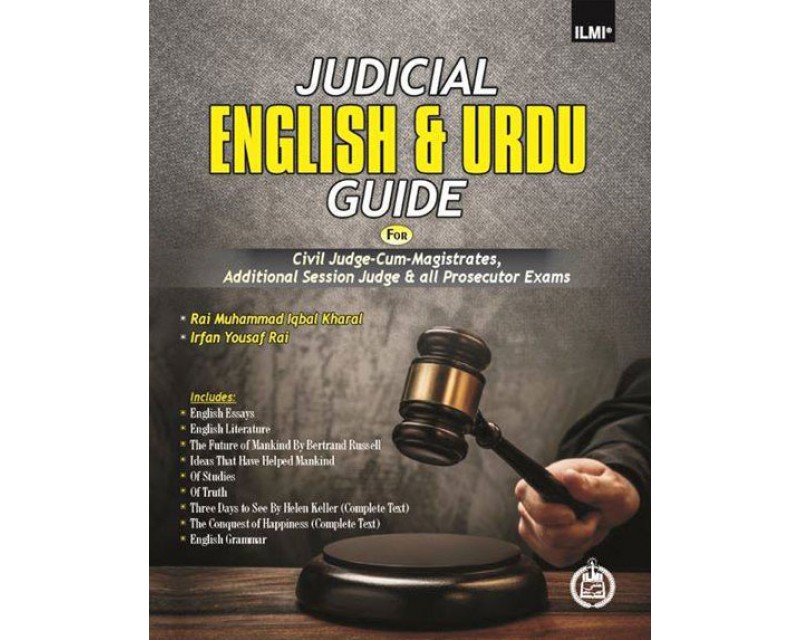 ILMI®
JUDICIAL
ENGLISH & URDU
GUIDE
FOR
Civil Judge-Cum-Magistrates,
Additional Session Judge & all Prosecutor Exams
Rai Muhammad Iqbal Kharal
Irfan Yousaf Rai
Includes:
English Essays
English Literature
The Future of Mankind By Bertrand Russell
Ideas That Have Helped Mankind
Of Studies
Of Truth
Three Days to See By Helen Keller (Complete Text)
The Conquest of Happiness (Complete Text)
English Grammar
ILMI